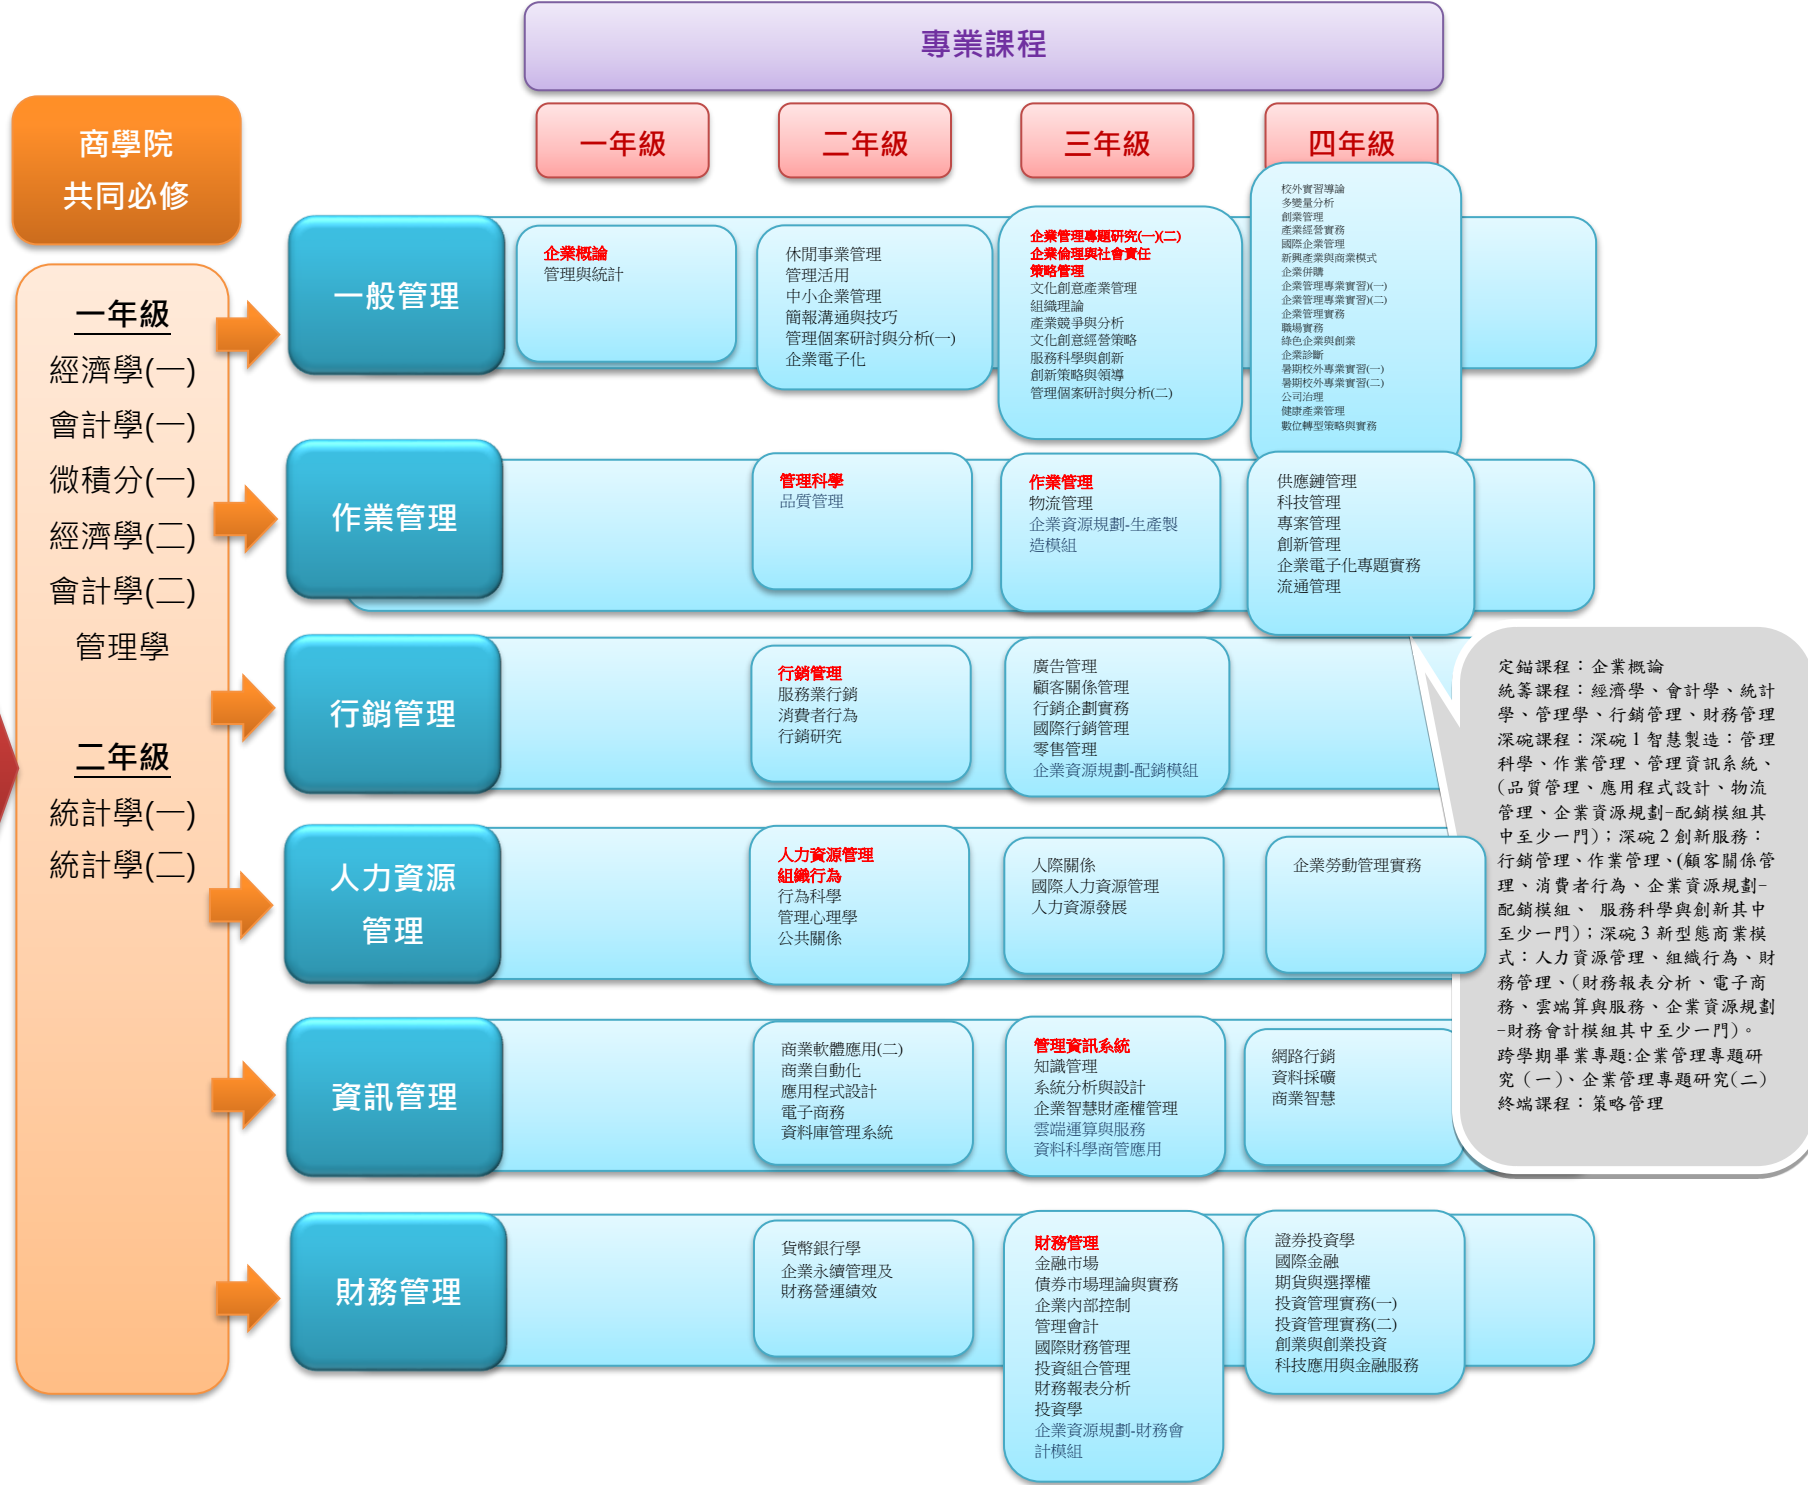 專業課程
商學院
共同必修
一年級
二年級
三年級
四年級
一年級
經濟學(一)
會計學(一)
微積分(一)
經濟學(二)
會計學(二)
管理學
二年級
統計學(一)
統計學(二)
一般管理
企業概論
管理與統計
休閒事業管理
管理活用
中小企業管理
簡報溝通與技巧
管理個案研討與分析(一)
企業電子化
企業管理專題研究(一)(二)
企業倫理與社會責任
策略管理
文化創意產業管理
組織理論
產業競爭與分析
文化創意經營策略
服務科學與創新
創新策略與領導
管理個案研討與分析(二)
校外實習導論
多變量分析
創業管理
產業經營實務
國際企業管理
新興產業與商業模式
企業併購
企業管理專業實習)(一)
企業管理專業實習)(二)
企業管理實務
職場實務
綠色企業與創業
企業診斷
暑期校外專業實習(一)
暑期校外專業實習(二)
公司治理
健康產業管理
數位轉型策略與實務
作業管理
管理科學
品質管理
作業管理
物流管理
企業資源規劃-生產製
造模組
供應鏈管理
科技管理
專案管理
創新管理
企業電子化專題實務
流通管理
行銷管理
行銷管理
服務業行銷
消費者行為
行銷研究
廣告管理
顧客關係管理
行銷企劃實務
國際行銷管理
零售管理
企業資源規劃-配銷模組
人力資源
管理
人力資源管理
組織行為
行為科學
管理心理學
公共關係
人際關係
國際人力資源管理
人力資源發展
企業勞動管理實務
資訊管理
商業軟體應用(二)
商業自動化
應用程式設計
電子商務
資料庫管理系統
管理資訊系統
知識管理
系統分析與設計
企業智慧財產權管理
雲端運算與服務
資料科學商管應用
網路行銷
資料採礦
商業智慧
財務管理
貨幣銀行學
企業永續管理及
財務營運績效
財務管理
金融市場
債券市場理論與實務
企業內部控制
管理會計
國際財務管理
投資組合管理
財務報表分析
投資學
企業資源規劃-財務會
計模組
證券投資學
國際金融
期貨與選擇權
投資管理實務(一)
投資管理實務(二)
創業與創業投資
科技應用與金融服務
定錨課程：企業概論
統籌課程：經濟學、會計學、統計
學、管理學、行銷管理、財務管理
深碗課程：深碗 1 智慧製造：管理
科學、作業管理、管理資訊系統、
(品質管理、應用程式設計、物流
管理、企業資源規劃-配銷模組其
中至少一門)；深碗 2 創新服務：
行銷管理、作業管理、(顧客關係管
理、消費者行為、企業資源規劃-
配銷模組、 服務科學與創新其中
至少一門)；深碗 3 新型態商業模
式：人力資源管理、組織行為、財
務管理、(財務報表分析、電子商
務、雲端算與服務、企業資源規劃
-財務會計模組其中至少一門)。
跨學期畢業專題:企業管理專題研
究（一)、企業管理專題研究(二)
終端課程：策略管理